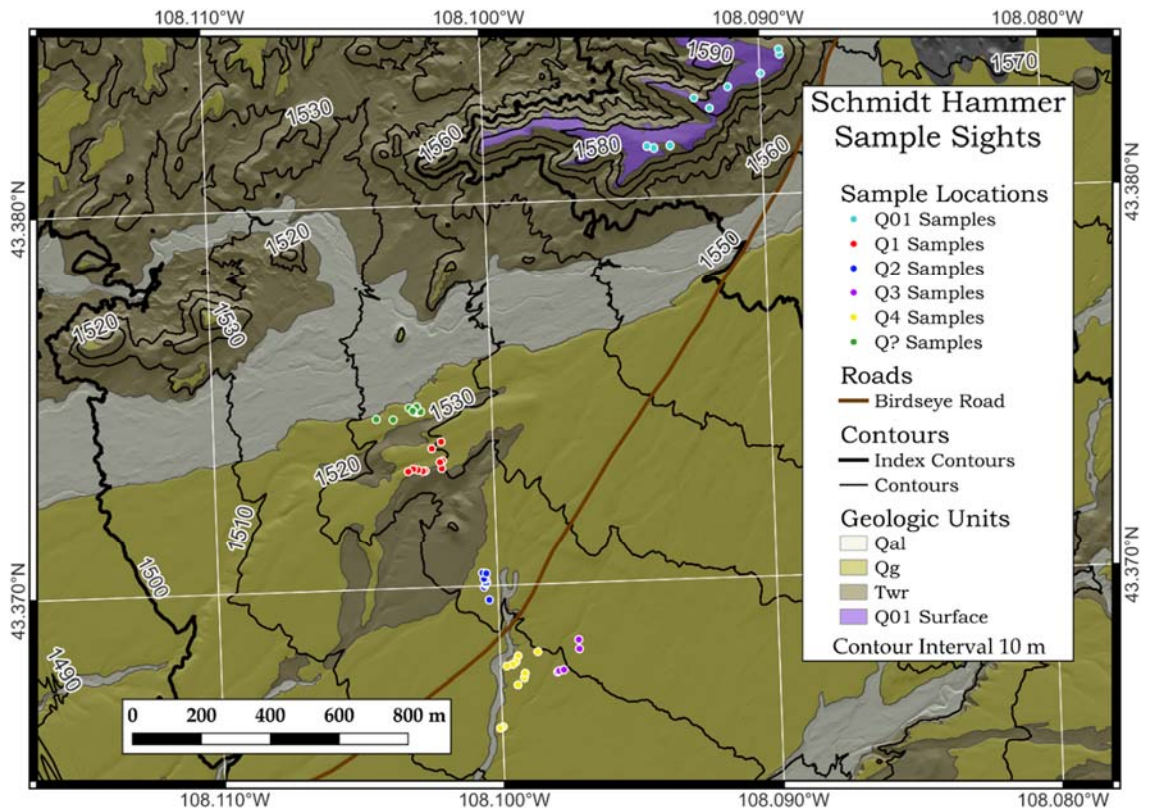 108.110°W 108.100°W 108.090°W 108.080°W
1590
1570
1530
1560
1580
1560
43.380°N
43.380°N
1520
1550
1520
1530
1530
1520
1510
1500
43.370°N
43.370°N
1490
Schmidt Hammer
Sample Sights
Sample Locations
Q01 Samples
Q1 Samples
Q2 Samples
Q3 Samples
Q4 Samples
Q? Samples
Roads
Birdseye Road
Contours
Index Contours
Contours
Geologic Units
Qal
Qg
Twr
Q01 Surface
Contour Interval 10 m
0 200 400 600 800 m
108.110°W 108.100°W 108.090°W 108.080°W